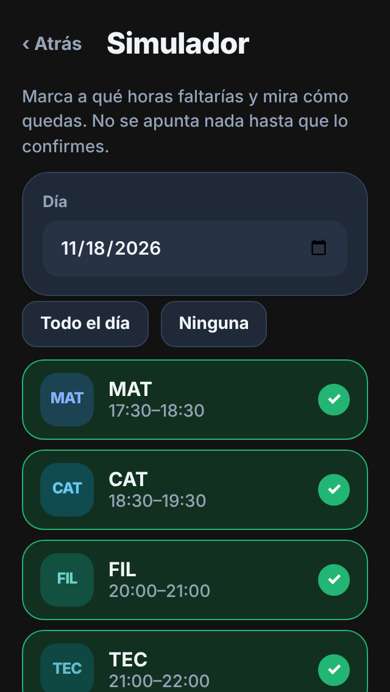 ‹ Atrás Simulador
Marca a qué horas faltarías y mira cómo
quedas. No se apunta nada hasta que lo
confirmes.
Día
11/18/2026
Todo el día Ninguna
MAT MAT
17:30–18:30
CAT CAT
18:30–19:30
FIL FIL
20:00–21:00
TEC TEC
21:00–22:00